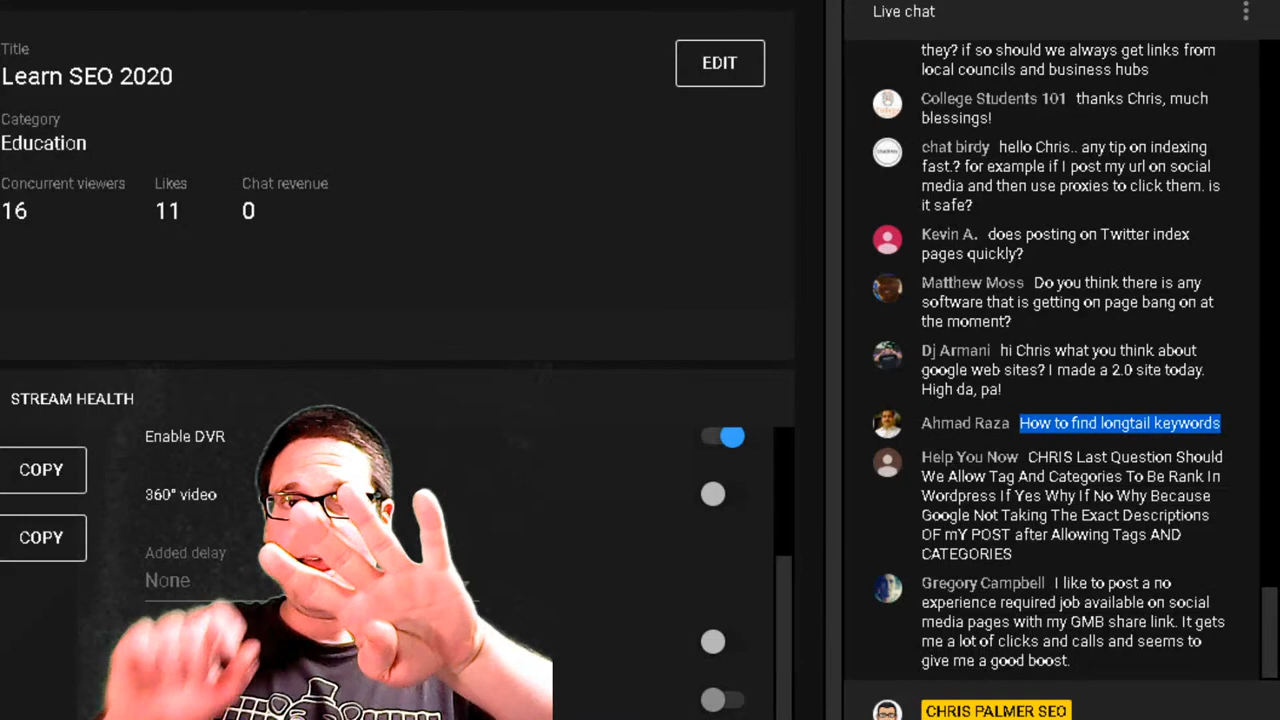 Title
Learn SEO 2020
EDIT
Category
Education
Concurrent viewers
Likes
Chat revenue
16
11
0
STREAM HEALTH
Enable DVR
COPY
360° video
COPY
Added delay
None
Live chat
they? if so should we always get links from
local councils and business hubs
College Students 101 thanks Chris, much
blessings!
chat birdy hello Chris.. any tip on indexing
fast.? for example if I post my url on social
media and then use proxies to click them. is
it safe?
Kevin A. does posting on Twitter index
pages quickly?
Matthew Moss Do you think there is any
software that is getting on page bang on at
the moment?
Dj Armani hi Chris what you think about
google web sites? I made a 2.0 site today.
High da, pa!
Ahmad Raza How to find longtail keywords
Help You Now CHRIS Last Question Should
We Allow Tag And Categories To Be Rank In
Wordpress If Yes Why If No Why Because
Google Not Taking The Exact Descriptions
OF mY POST after Allowing Tags AND
CATEGORIES
Gregory Campbell I like to post a no
experience required job available on social
media pages with my GMB share link. It gets
me a lot of clicks and calls and seems to
give me a good boost.
CHRIS PALMER SEO